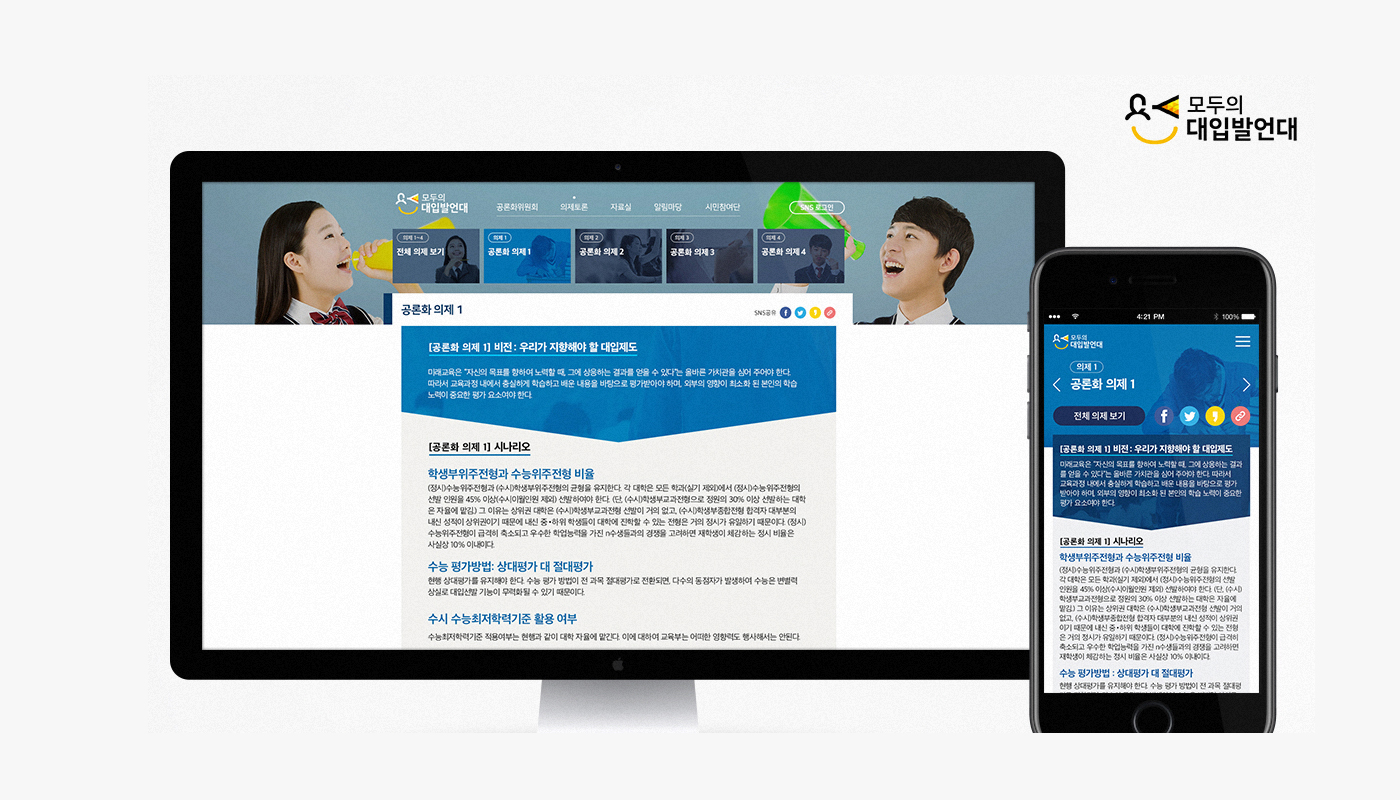 모두의
대입발언대
모두의
대입발언대
공론화위원회 의제토론 자료실 알림마당 시민참여단
SNS 로그인
의제 1~4
전체 의제 보기
의제 1
공론화 의제 1
의제 2
공론화 의제 2
의제 3
공론화 의제 3
의제 4
공론화 의제 4
공론화 의제 1
SNS공유
[공론화 의제 1] 비전 : 우리가 지향해야 할 대입제도
미래교육은 "자신의 목표를 향하여 노력할 때, 그에 상응하는 결과를 얻을 수 있다"는 올바른 가치관을 심어 주어야 한다.
따라서 교육과정 내에서 충실하게 학습하고 배운 내용을 바탕으로 평가받아야 하며, 외부의 영향이 최소화 된 본인의 학습
노력이 중요한 평가 요소여야 한다.
[공론화 의제 1] 시나리오
학생부위주전형과 수능위주전형 비율
(정시)수능위주전형과 (수시)학생부위주전형의 균형을 유지한다. 각 대학은 모든 학과(실기 제외)에서 (정시)수능위주전형의
선발 인원을 45% 이상(수시이월인원 제외) 선발하여야 한다. (단, (수시)학생부교과전형으로 정원의 30% 이상 선발하는 대학
은 자율에 맡김.) 그 이유는 상위권 대학은 (수시)학생부교과전형 선발이 거의 없고, (수시)학생부종합전형 합격자 대부분의
내신 성적이 상위권이기 때문에 내신 중•하위 학생들이 대학에 진학할 수 있는 전형은 거의 정시가 유일하기 때문이다. (정시)
수능위주전형이 급격히 축소되고 우수한 학업능력을 가진 n수생들과의 경쟁을 고려하면 재학생이 체감하는 정시 비율은
사실상 10% 이내이다.
수능 평가방법: 상대평가 대 절대평가
현행 상대평가를 유지해야 한다. 수능 평가 방법이 전 과목 절대평가로 전환되면, 다수의 동점자가 발생하여 수능은 변별력
상실로 대입선발 기능이 무력화될 수 있기 때문이다.
수시 수능최저학력기준 활용 여부
수능최저학력기준 적용여부는 현행과 같이 대학 자율에 맡긴다. 이에 대하여 교육부는 어떠한 영향력도 행사해서는 안된다.
4:21 PM
100%
모두의
대입발언대
의제 1
공론화 의제 1
전체 의제 보기
[공론화 의제 1] 비전 : 우리가 지향해야 할 대입제도
미래교육은 "자신의 목표를 향하여 노력할 때, 그에 상응하는 결과
를 얻을 수 있다"는 올바른 가치관을 심어 주어야 한다. 따라서
교육과정 내에서 충실하게 학습하고 배운 내용을 바탕으로 평가
받아야 하며, 외부의 영향이 최소화 된 본인의 학습 노력이 중요한
평가 요소여야 한다.
[공론화 의제 1] 시나리오
학생부위주전형과 수능위주전형 비율
(정시)수능위주전형과 (수시)학생부위주전형의 균형을 유지한다.
각 대학은 모든 학과(실기 제외)에서 (정시)수능위주전형의 선발
인원을 45% 이상(수시이월인원 제외) 선발하여야 한다. (단, (수시)
학생부교과전형으로 정원의 30% 이상 선발하는 대학은 자율에
맡김.) 그 이유는 상위권 대학은 (수시)학생부교과전형 선발이 거의
없고, (수시)학생부종합전형 합격자 대부분의 내신 성적이 상위권
이기 때문에 내신 중•하위 학생들이 대학에 진학할 수 있는 전형
은 거의 정시가 유일하기 때문이다. (정시)수능위주전형이 급격히
축소되고 우수한 학업능력을 가진 n수생들과의 경쟁을 고려하면
재학생이 체감하는 정시 비율은 사실상 10% 이내이다.
수능 평가방법 : 상대평가 대 절대평가
현행 상대평가를 유지해야 한다. 수능 평가 방법이 전 과목 절대평